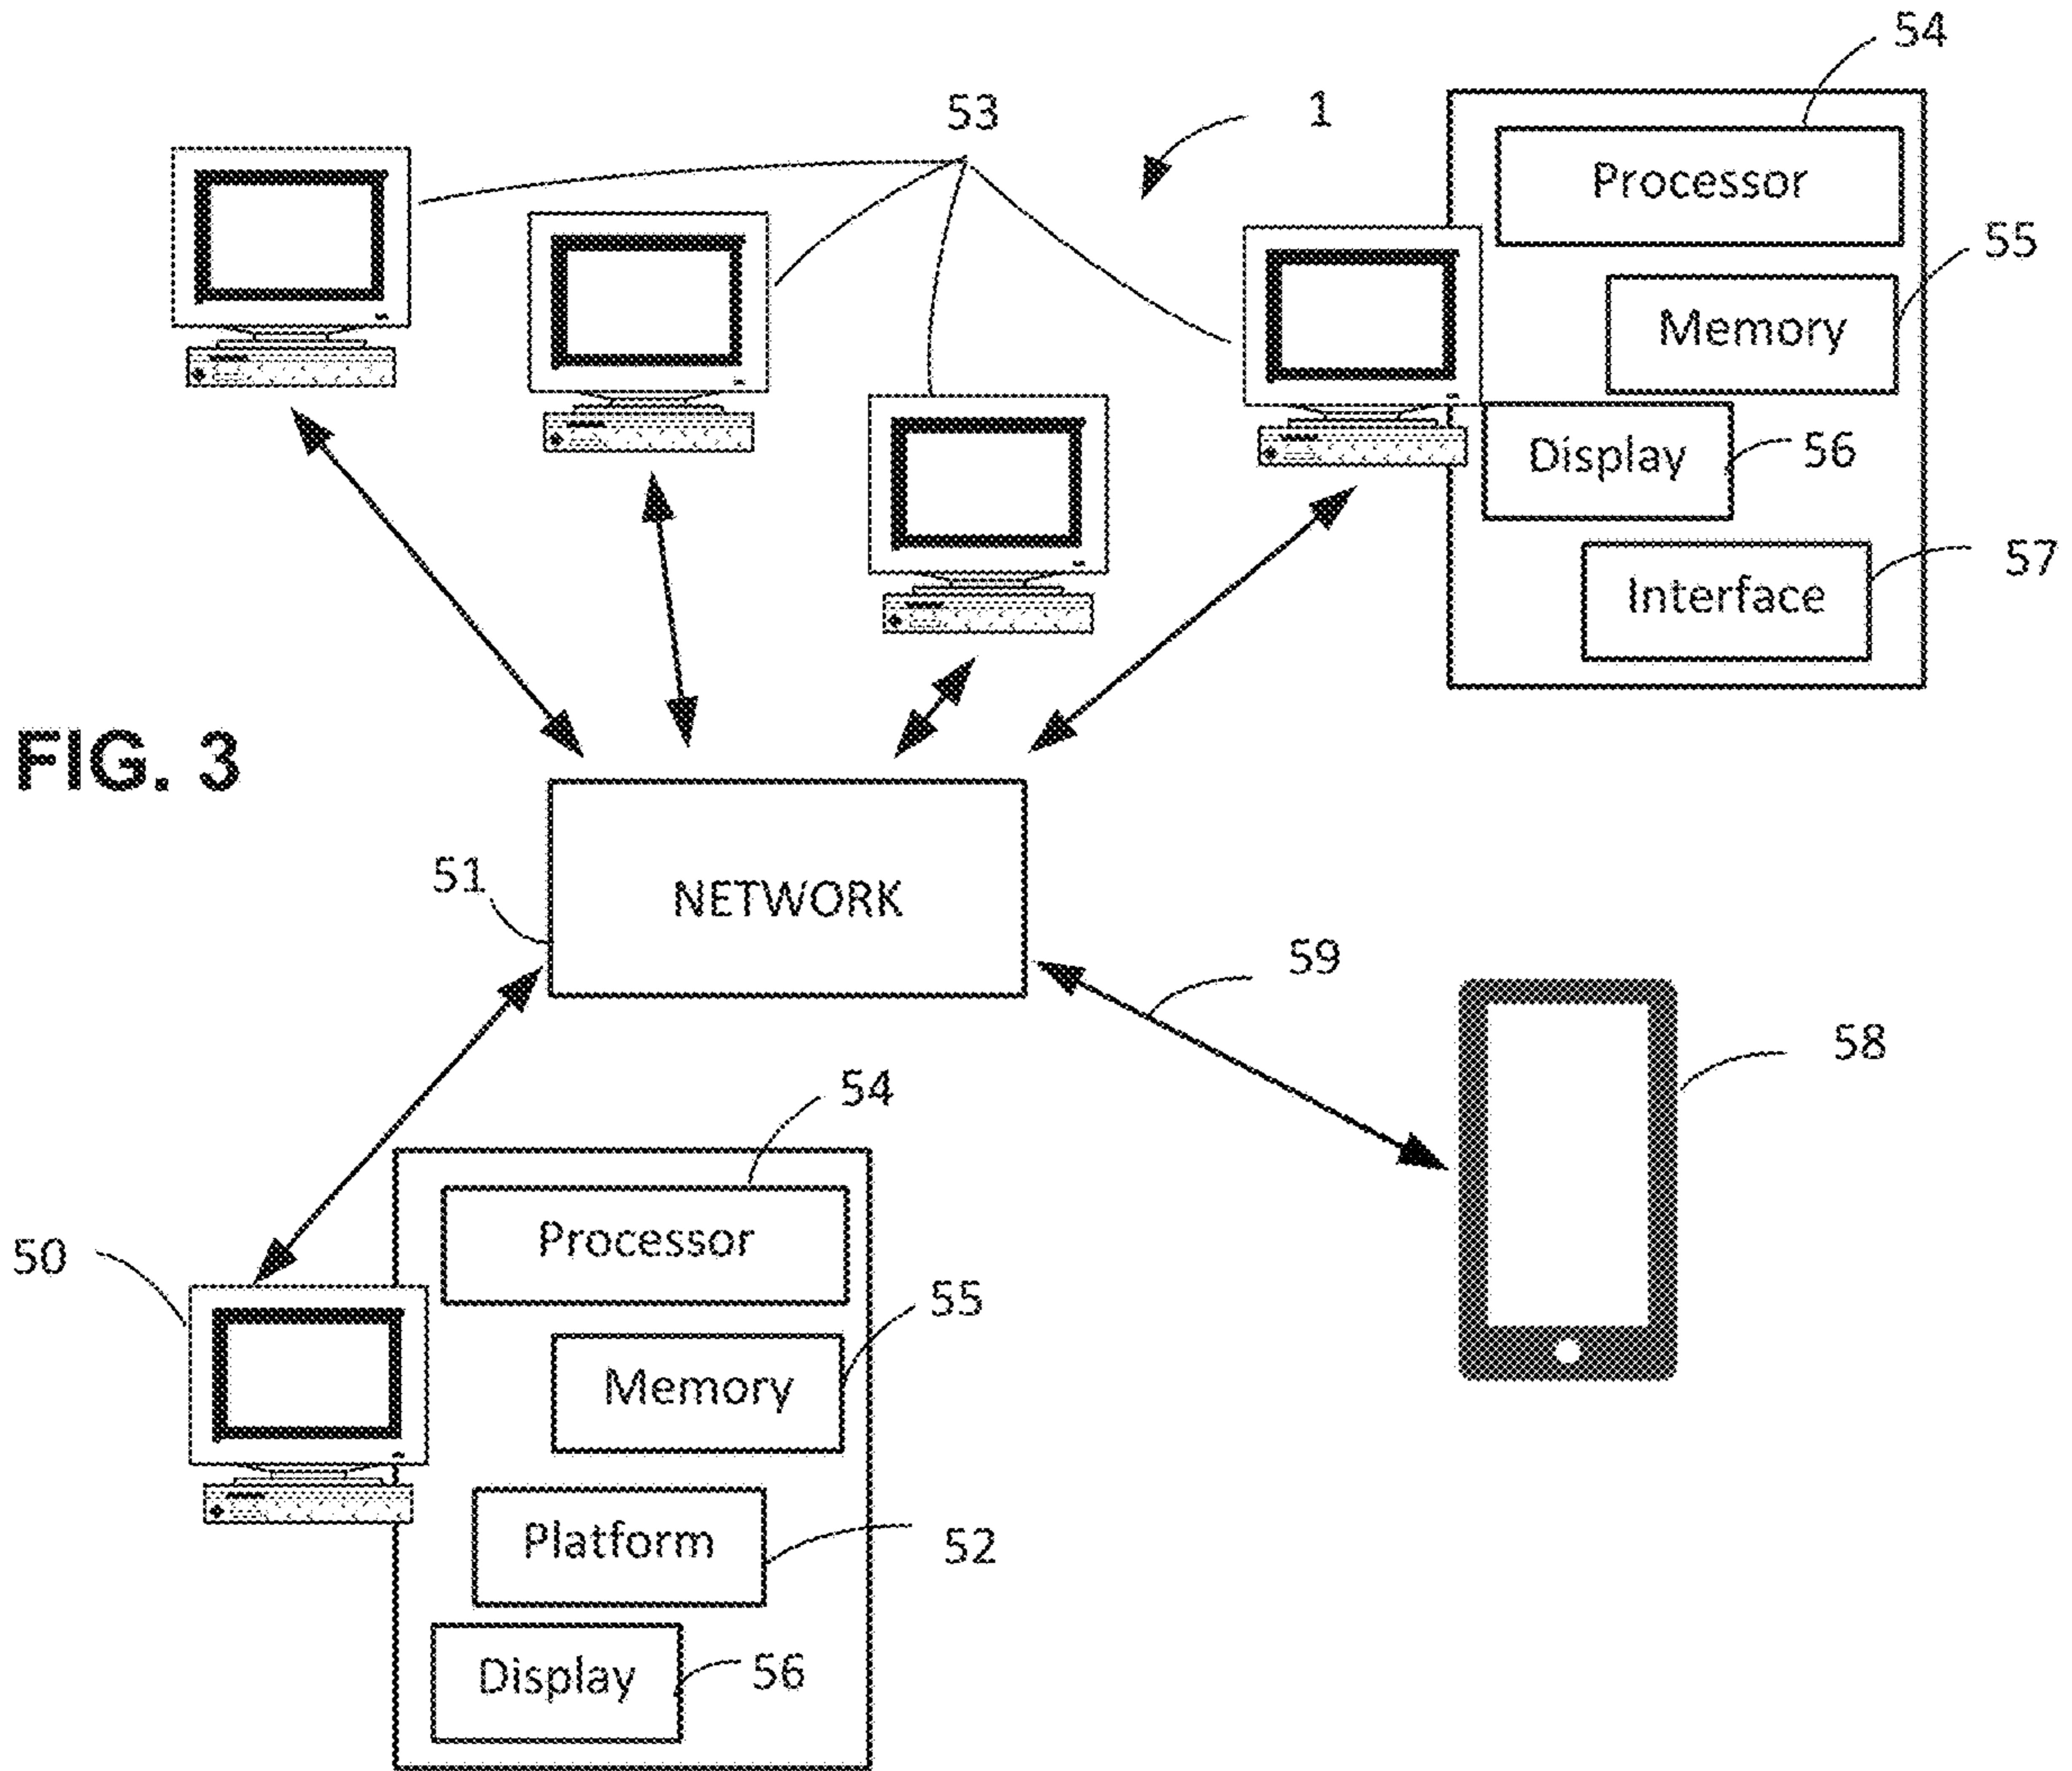 54
53
1
Processor
55
Memory
Display
56
57
Interface
FIG. 3
51
NETWORK
59
58
54
50
Processor
55
Memory
Platform
52
Display
56